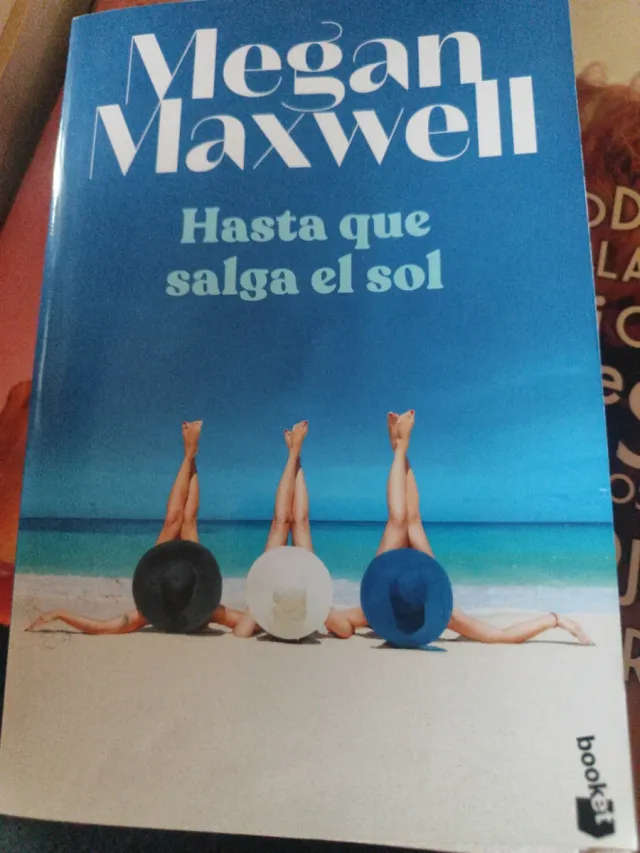 Megan
Maxwell
Hasta que
salga el sol
booket